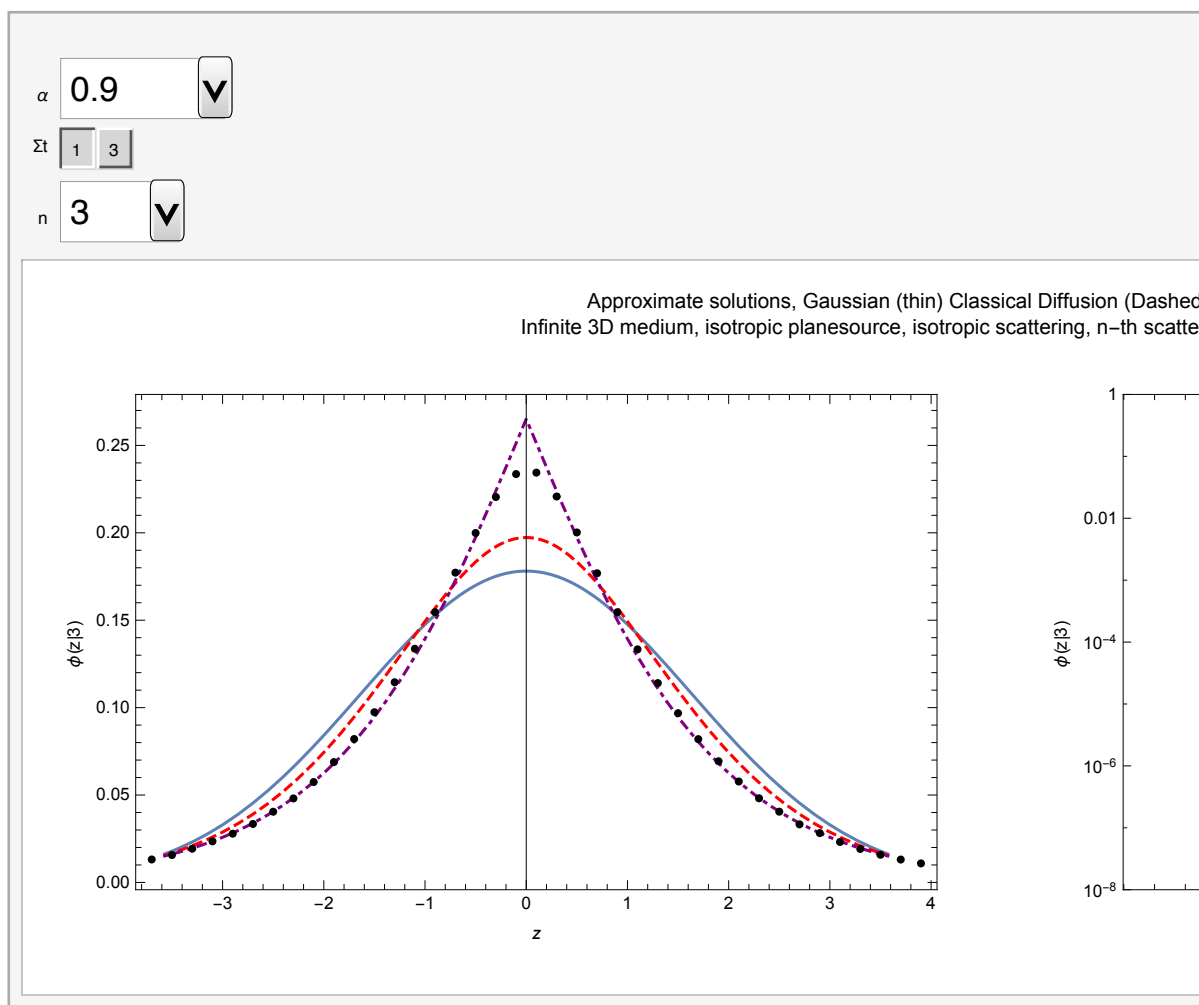 α 0.9
Σt 1 3
n 3
Approximate solutions, Gaussian (thin) Classical Diffusion (Dashed
Infinite 3D medium, isotropic planesource, isotropic scattering, n−th scatte
0.25
0.20
0.15
0.10
0.05
0.00
ϕ(z|3)
−3 −2 −1 0 1 2 3 4
z
1
0.01
10⁻⁴
10⁻⁶
10⁻⁸
ϕ(z|3)